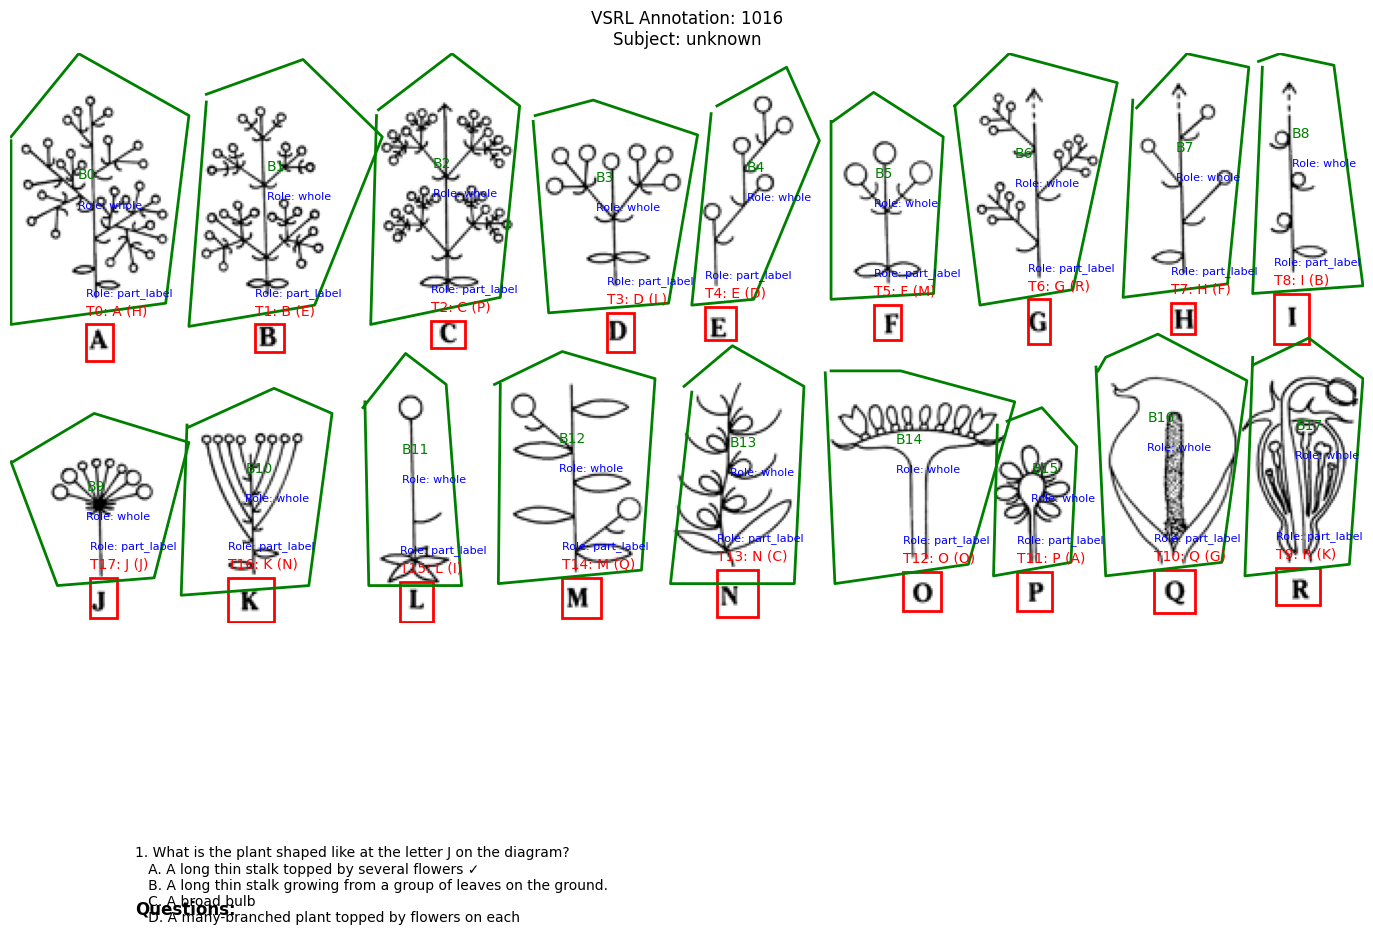 VSRL Annotation: 1016
Subject: unknown
B0
Role: whole
B1
Role: whole
B2
Role: whole
B3
Role: whole
B4
Role: whole
B5
Role: whole
B6
Role: whole
B7
Role: whole
B8
Role: whole
Role: part_label
T0: A (H)
Role: part_label
T1: B (E)
Role: part_label
T2: C (P)
Role: part_label
T3: D (L)
Role: part_label
T4: E (D)
Role: part_label
T5: F (M)
Role: part_label
T6: G (R)
Role: part_label
T7: H (F)
Role: part_label
T8: I (B)
A
B
C
D
E
F
G
H
I
B9
Role: whole
B10
Role: whole
B11
Role: whole
B12
Role: whole
B13
Role: whole
B14
Role: whole
B15
Role: whole
B16
Role: whole
B17
Role: whole
Role: part_label
T17: J (J)
Role: part_label
T16: K (N)
Role: part_label
T15: L (I)
Role: part_label
T14: M (O)
Role: part_label
T13: N (C)
Role: part_label
T12: O (Q)
Role: part_label
T11: P (A)
Role: part_label
T10: Q (G)
Role: part_label
T9: R (K)
J
K
L
M
N
O
P
Q
R
1. What is the plant shaped like at the letter J on the diagram?
A. A long thin stalk topped by several flowers ✓
B. A long thin stalk growing from a group of leaves on the ground.
C. A broad bulb
Questions:
D. A many-branched plant topped by flowers on each